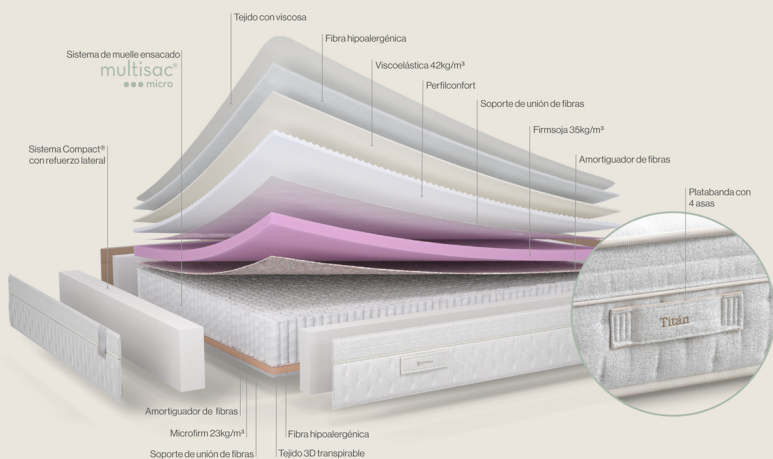 Tejido con viscosa
Fibra hipoalergénica
Sistema de muelle ensacado
multisac®
micro
Viscoelástica 42kg/m³
Perfilconfort
Soporte de unión de fibras
Firmsoja 35kg/m³
Sistema Compact®
con refuerzo lateral
Amortiguador de fibras
Platabanda con
4 asas
Titán
Amortiguador de fibras
Microfirm 23kg/m³
Fibra hipoalergénica
Soporte de unión de fibras
Tejido 3D transpirable